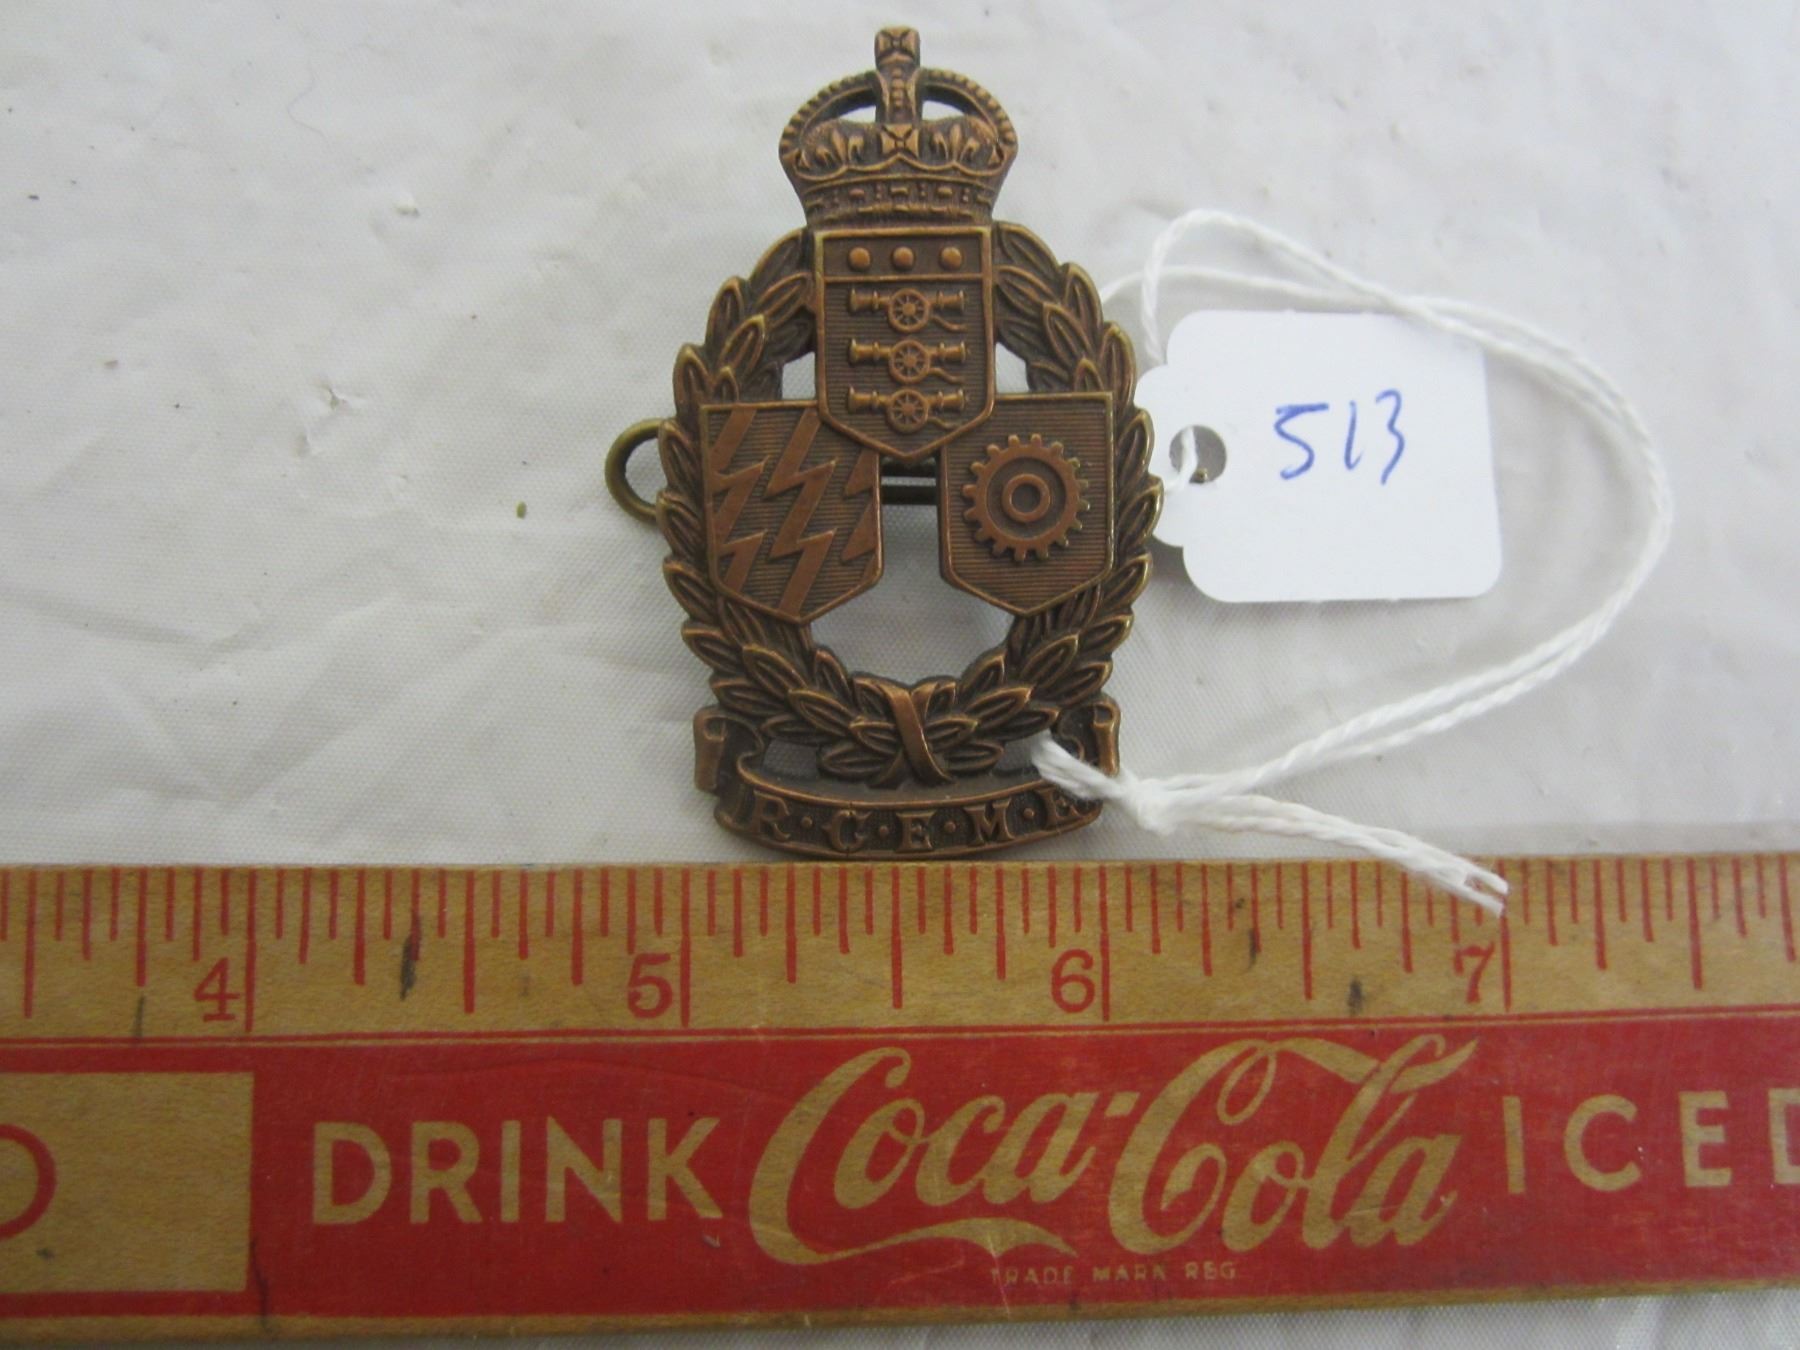 513
R·C·E·M·E
4 5 6 7
DRINK Coca-Cola ICED
TRADE MARK REG